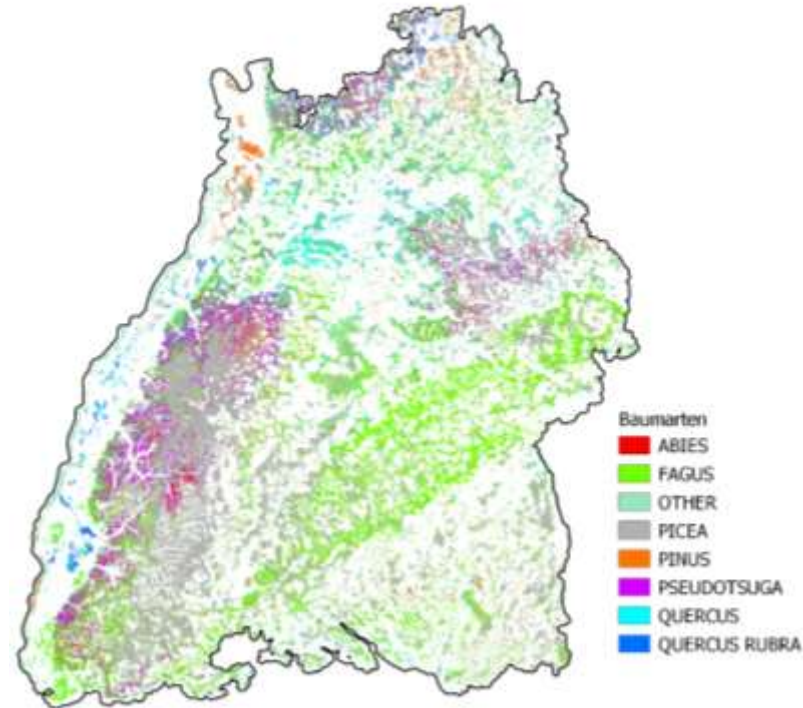 Baumarten
ABIES
FAGUS
OTHER
PICEA
PINUS
PSEUDOTSUGA
QUERCUS
QUERCUS RUBRA